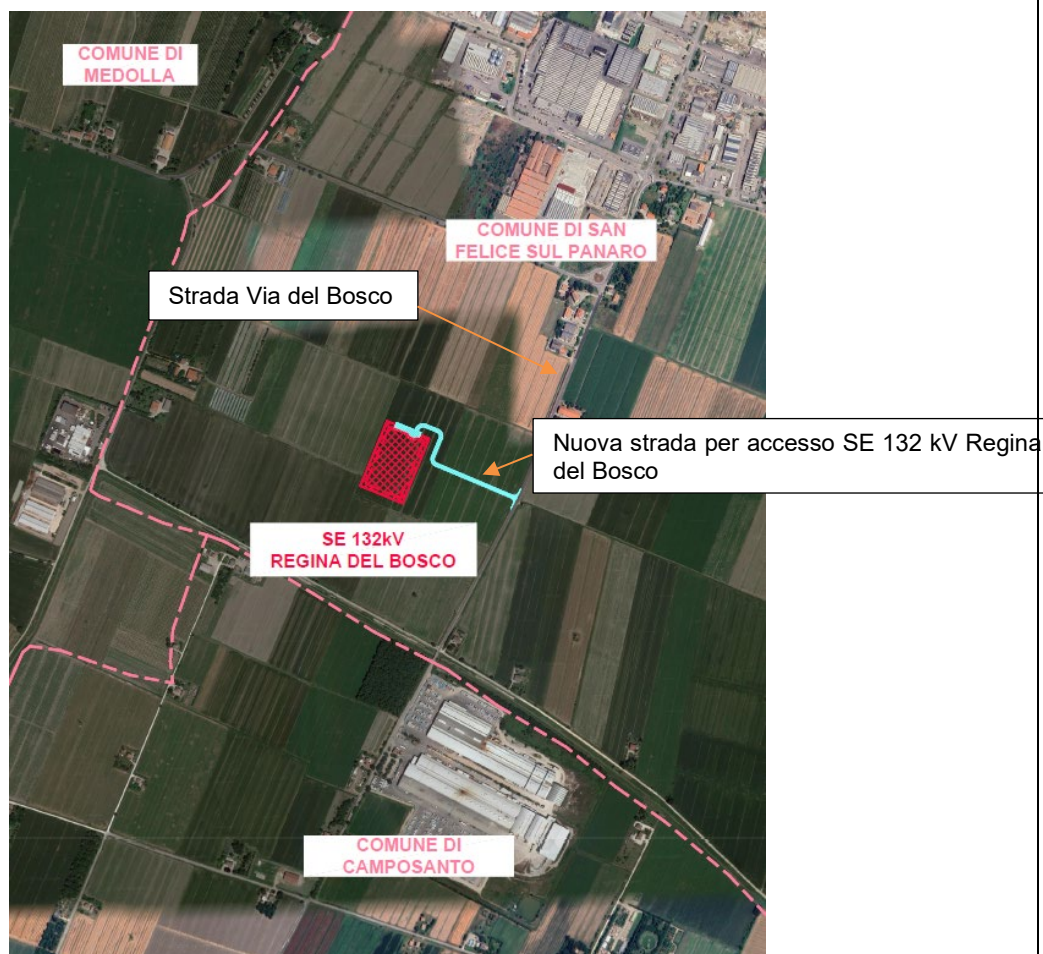 COMUNE DI
MEDOLLA
COMUNE DI SAN
FELICE SUL PANARO
Strada Via del Bosco
Nuova strada per accesso SE 132 kV Regina
del Bosco
SE 132kV
REGINA DEL BOSCO
COMUNE DI
CAMPOSANTO